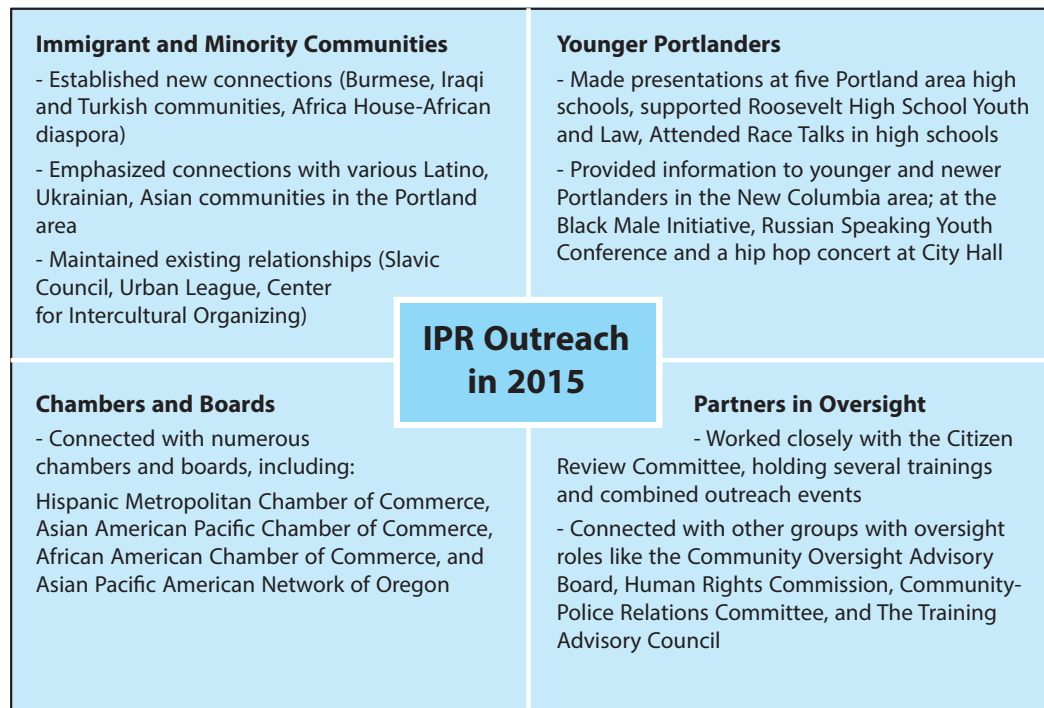 Immigrant and Minority Communities
- Established new connections (Burmese, Iraqi
and Turkish communities, Africa House-African
diaspora)
- Emphasized connections with various Latino,
Ukrainian, Asian communities in the Portland
area
- Maintained existing relationships (Slavic
Council, Urban League, Center
for Intercultural Organizing)
Younger Portlanders
- Made presentations at five Portland area high
schools, supported Roosevelt High School Youth
and Law, Attended Race Talks in high schools
- Provided information to younger and newer
Portlanders in the New Columbia area; at the
Black Male Initiative, Russian Speaking Youth
Conference and a hip hop concert at City Hall
IPR Outreach
in 2015
Chambers and Boards
- Connected with numerous
chambers and boards, including:
Hispanic Metropolitan Chamber of Commerce,
Asian American Pacific Chamber of Commerce,
African American Chamber of Commerce, and
Asian Pacific American Network of Oregon
Partners in Oversight
- Worked closely with the Citizen
Review Committee, holding several trainings
and combined outreach events
- Connected with other groups with oversight
roles like the Community Oversight Advisory
Board, Human Rights Commission, Community-
Police Relations Committee, and The Training
Advisory Council